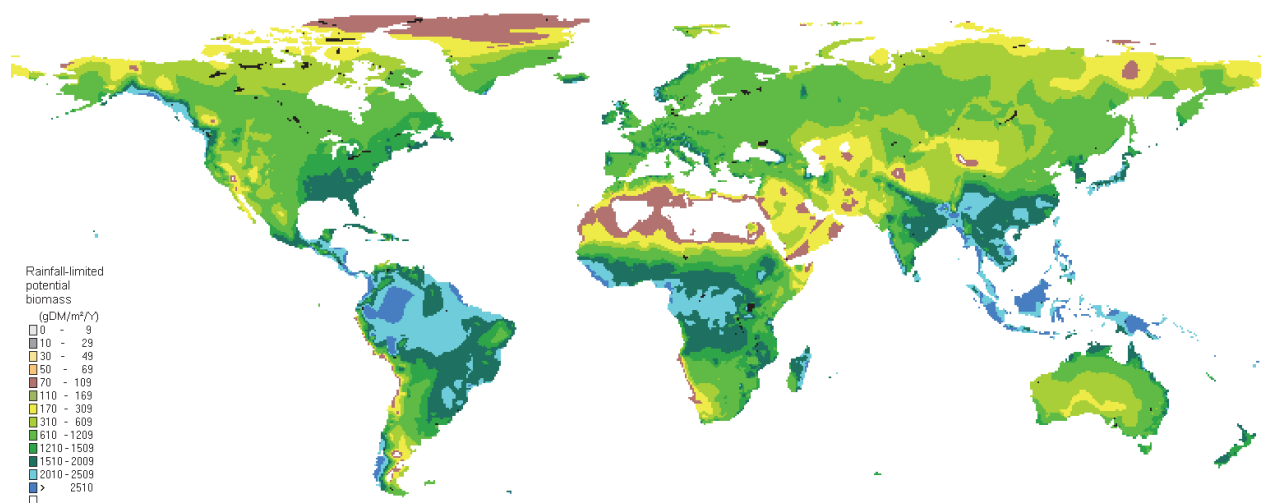 Rainfall-limited
potential
biomass
(gDM/m²/Y)
0 - 9
10 - 29
30 - 49
50 - 69
70 - 109
110 - 169
170 - 309
310 - 609
610 - 1209
1210 - 1509
1510 - 2009
2010 - 2509
> 2510